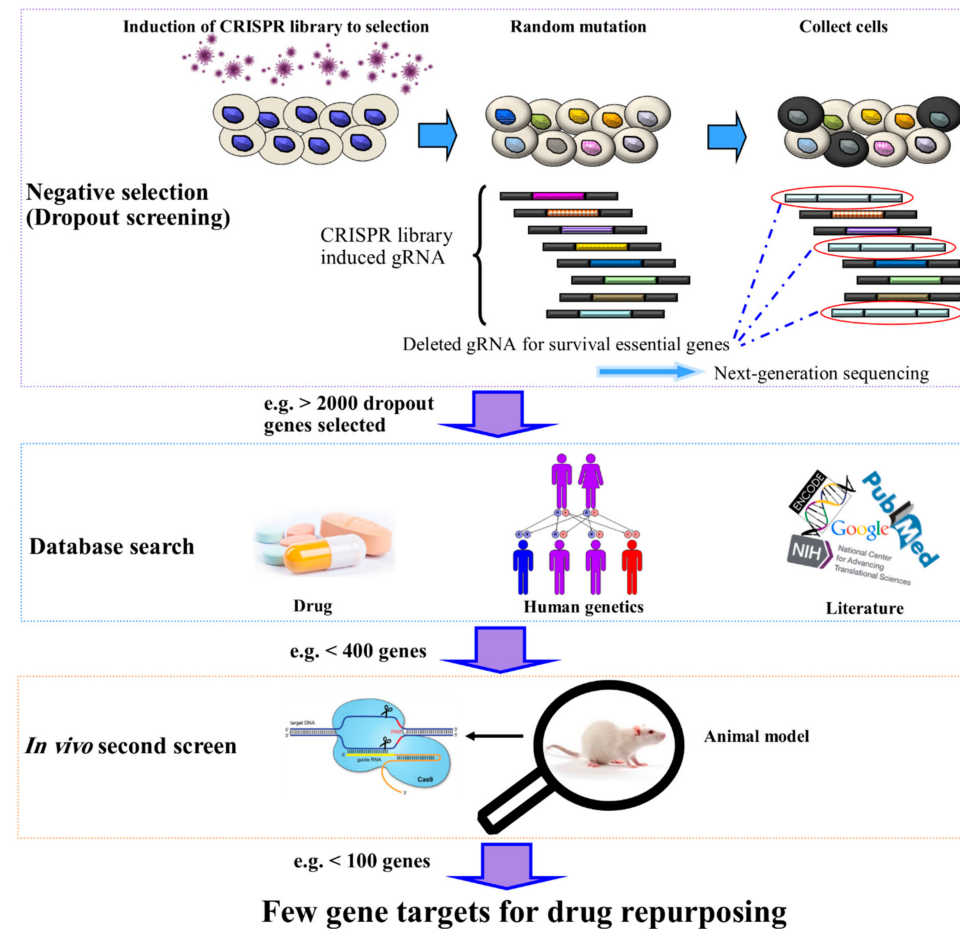 Induction of CRISPR library to selection
Random mutation
Collect cells
Negative selection
(Dropout screening)
CRISPR library
induced gRNA
Deleted gRNA for survival essential genes
Next-generation sequencing
e.g. > 2000 dropout
genes selected
Database search
Drug
Human genetics
ENCODE
PubMed
Google
NIH
National Center
for Advancing
Translational Sciences
Literature
e.g. < 400 genes
In vivo second screen
target DNA
PAM
guide RNA
Cas9
Animal model
e.g. < 100 genes
Few gene targets for drug repurposing